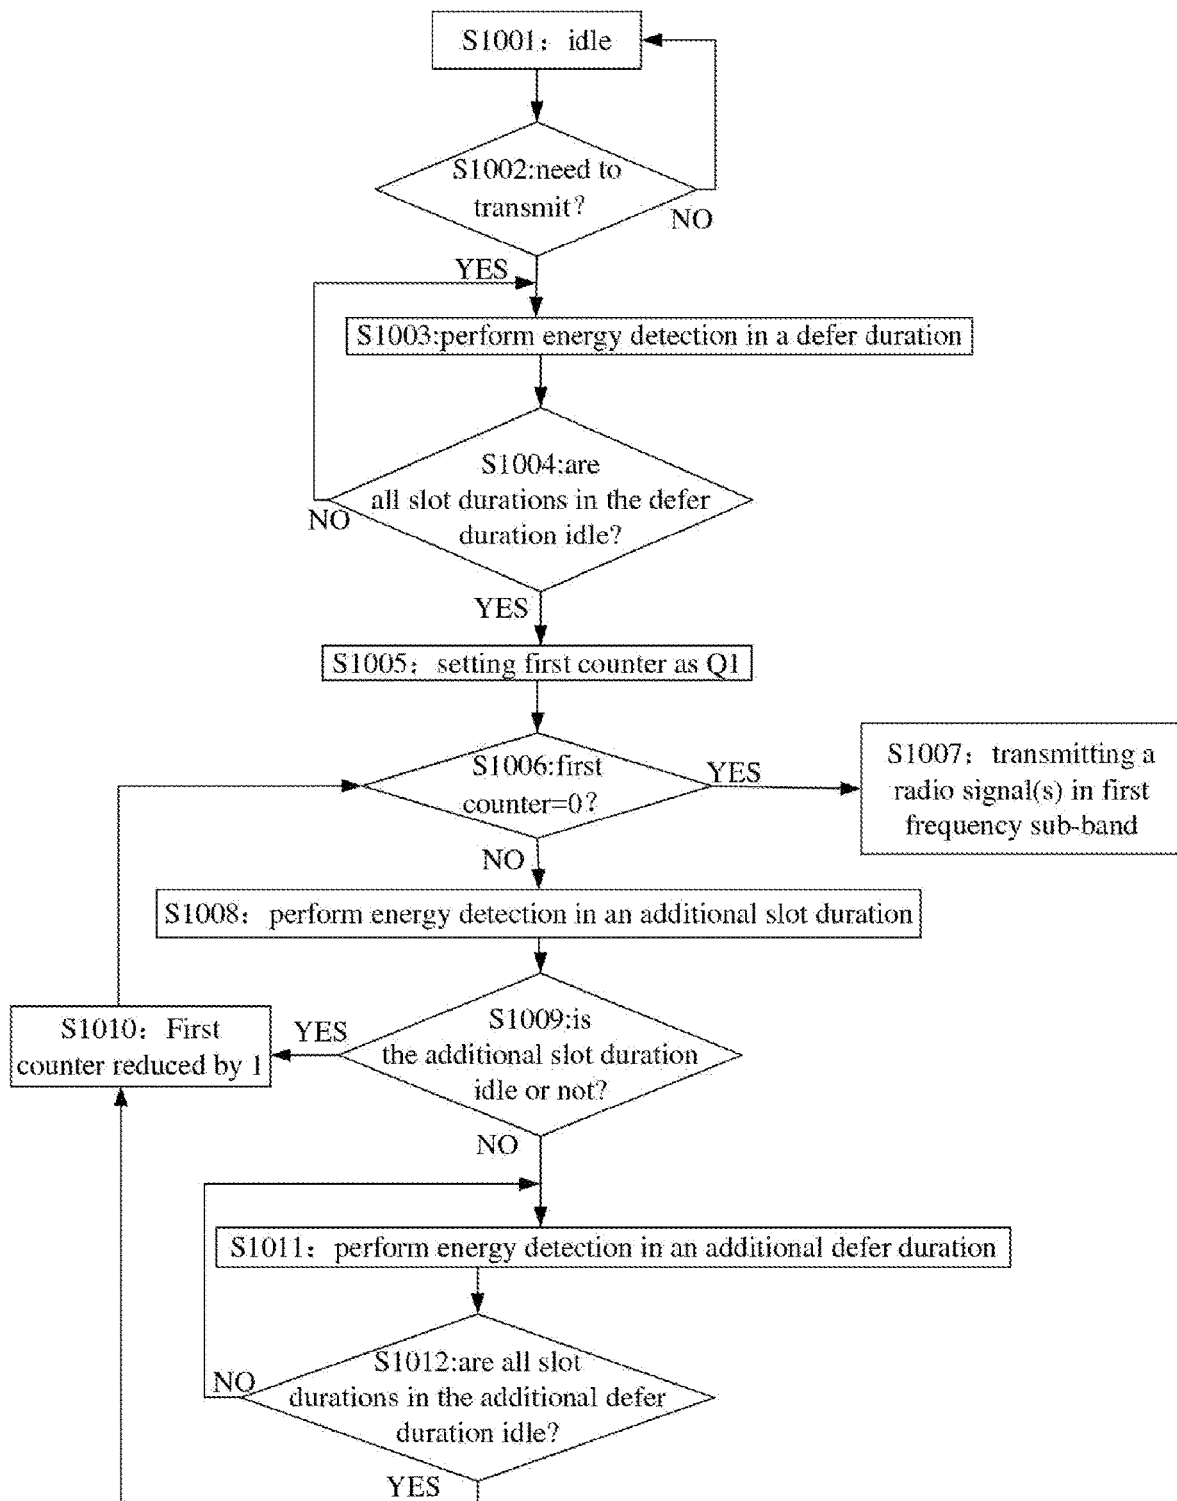 S1001：idle
S1002:need to
transmit?
NO
YES
S1003:perform energy detection in a defer duration
S1004:are
all slot durations in the defer
duration idle?
NO
YES
S1005：setting first counter as Q1
S1006:first
counter=0?
YES
S1007：transmitting a
radio signal(s) in first
frequency sub-band
NO
S1008：perform energy detection in an additional slot duration
S1009:is
the additional slot duration
idle or not?
YES
S1010：First
counter reduced by 1
NO
S1011：perform energy detection in an additional defer duration
S1012:are all slot
durations in the additional defer
duration idle?
NO
YES